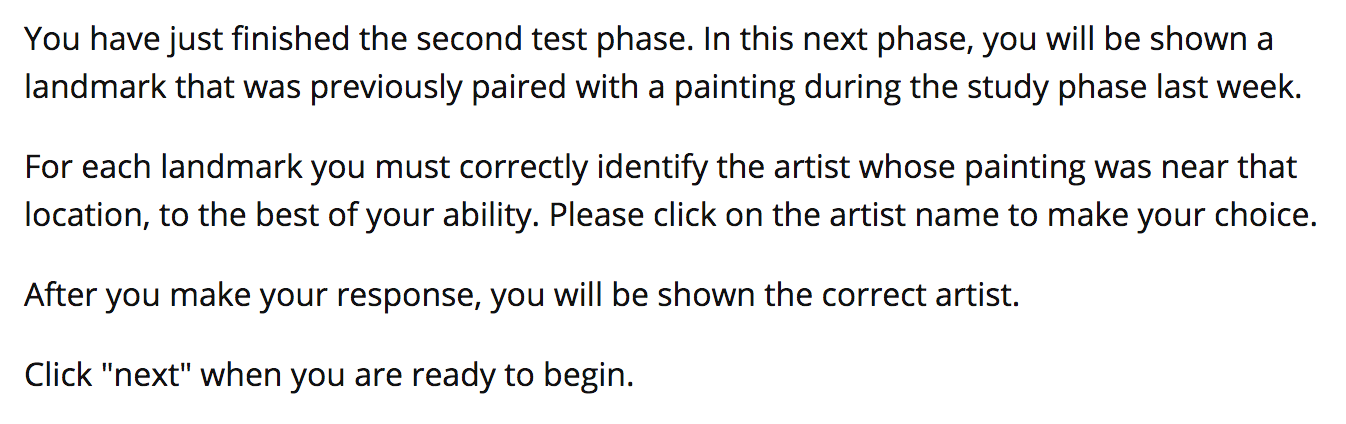 You have just finished the second test phase. In this next phase, you will be shown a
landmark that was previously paired with a painting during the study phase last week.
For each landmark you must correctly identify the artist whose painting was near that
location, to the best of your ability. Please click on the artist name to make your choice.
After you make your response, you will be shown the correct artist.
Click "next" when you are ready to begin.